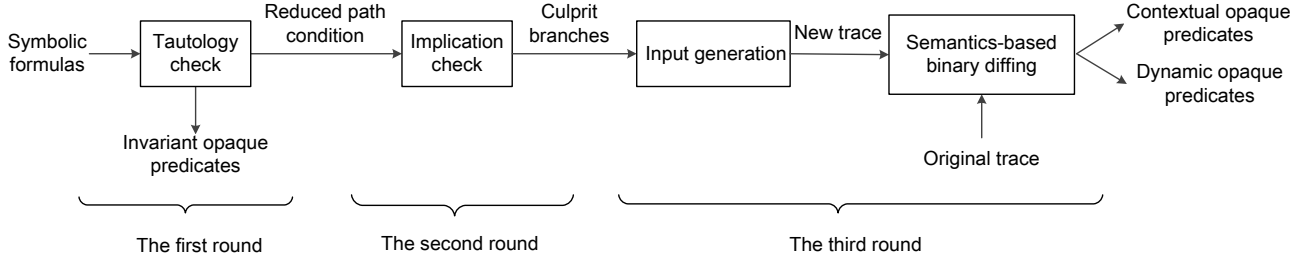 Symbolic
formulas
Tautology
check
Reduced path
condition
Implication
check
Culprit
branches
Input generation
New trace
Semantics-based
binary diffing
Contextual opaque
predicates
Dynamic opaque
predicates
Invariant opaque
predicates
Original trace
The first round
The second round
The third round